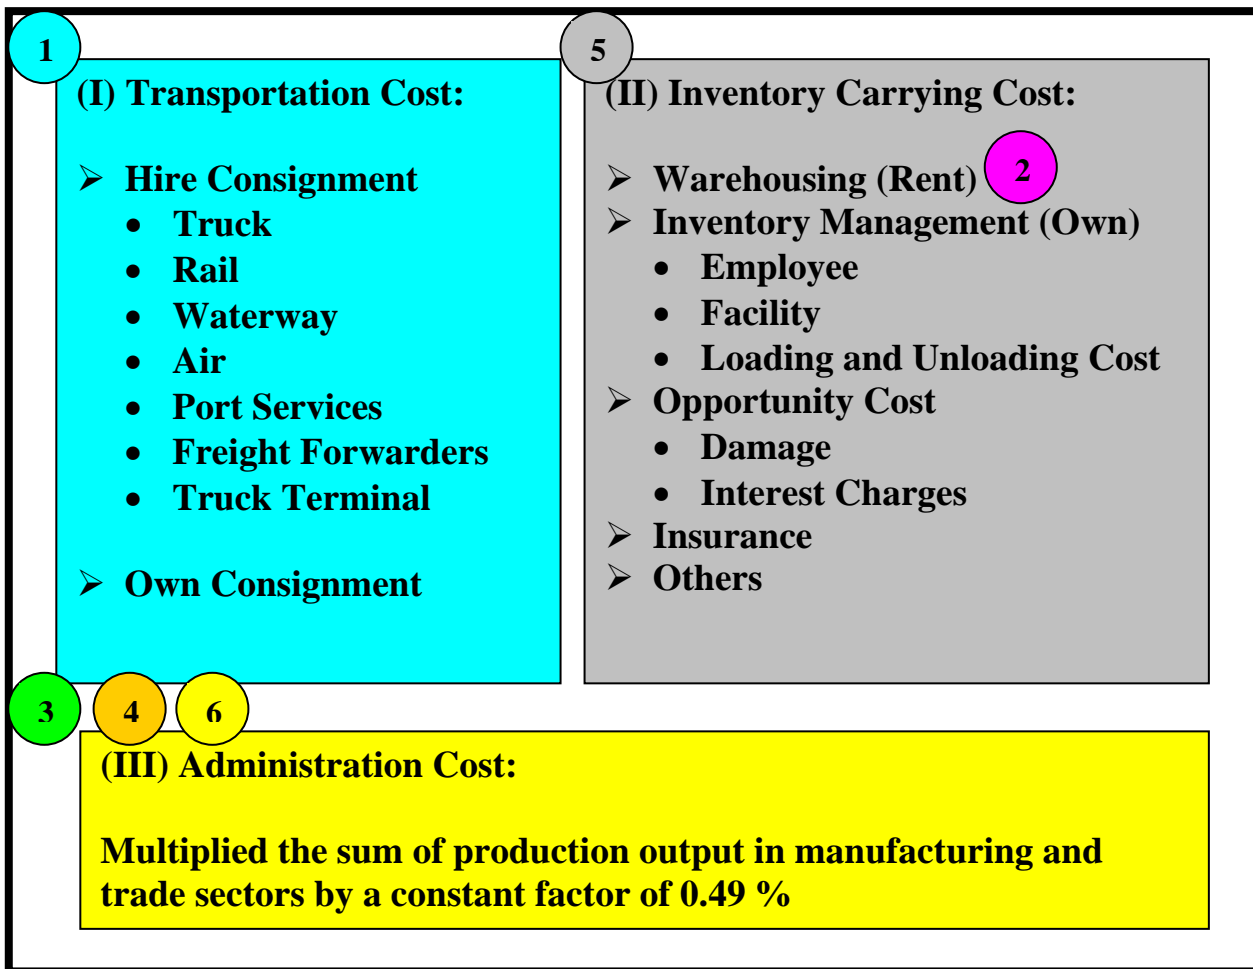 1
(I) Transportation Cost:
➢ Hire Consignment
• Truck
• Rail
• Waterway
• Air
• Port Services
• Freight Forwarders
• Truck Terminal
➢ Own Consignment
5
(II) Inventory Carrying Cost:
➢ Warehousing (Rent) 2
➢ Inventory Management (Own)
• Employee
• Facility
• Loading and Unloading Cost
➢ Opportunity Cost
• Damage
• Interest Charges
➢ Insurance
➢ Others
3 4 6
(III) Administration Cost:
Multiplied the sum of production output in manufacturing and
trade sectors by a constant factor of 0.49 %